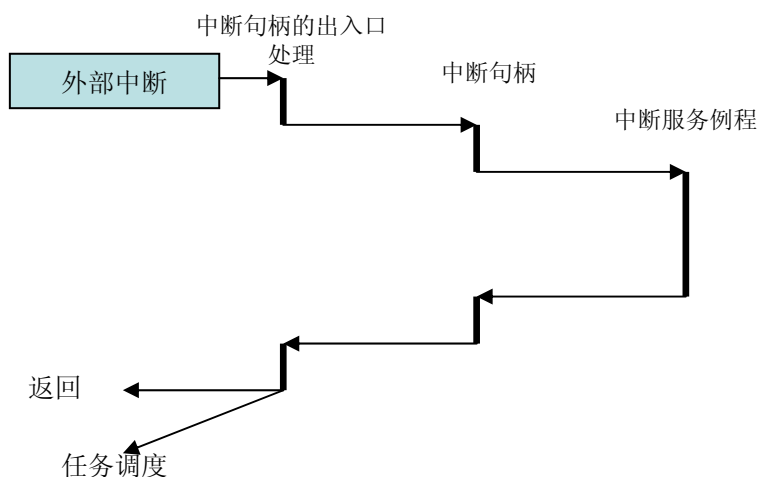 中断句柄的出入口
处理
外部中断
中断句柄
中断服务例程
返回
任务调度